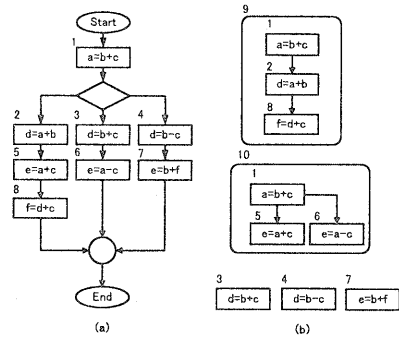 Start
1
a=b+c
2
d=a+b
3
d=b+c
4
d=b-c
5
e=a+c
6
e=a-c
7
e=b+f
8
f=d+c
End
(a)
9
1
a=b+c
2
d=a+b
8
f=d+c
10
1
a=b+c
5
e=a+c
6
e=a-c
3
d=b+c
4
d=b-c
7
e=b+f
(b)